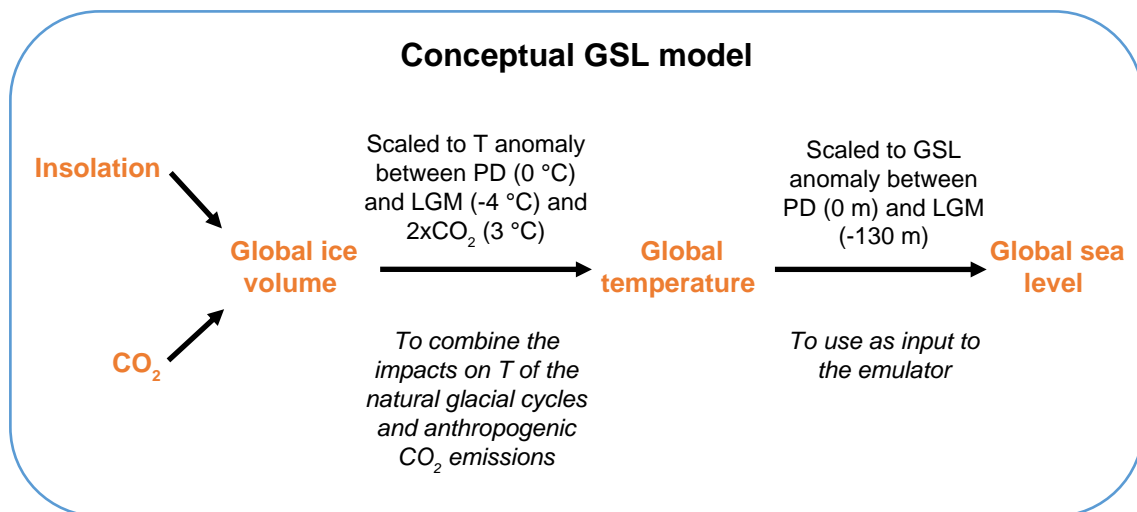 Conceptual GSL model
Insolation
CO₂
Global ice
volume
Scaled to T anomaly
between PD (0 °C)
and LGM (-4 °C) and
2xCO₂ (3 °C)
To combine the
impacts on T of the
natural glacial cycles
and anthropogenic
CO₂ emissions
Global
temperature
Scaled to GSL
anomaly between
PD (0 m) and LGM
(-130 m)
To use as input to
the emulator
Global sea
level